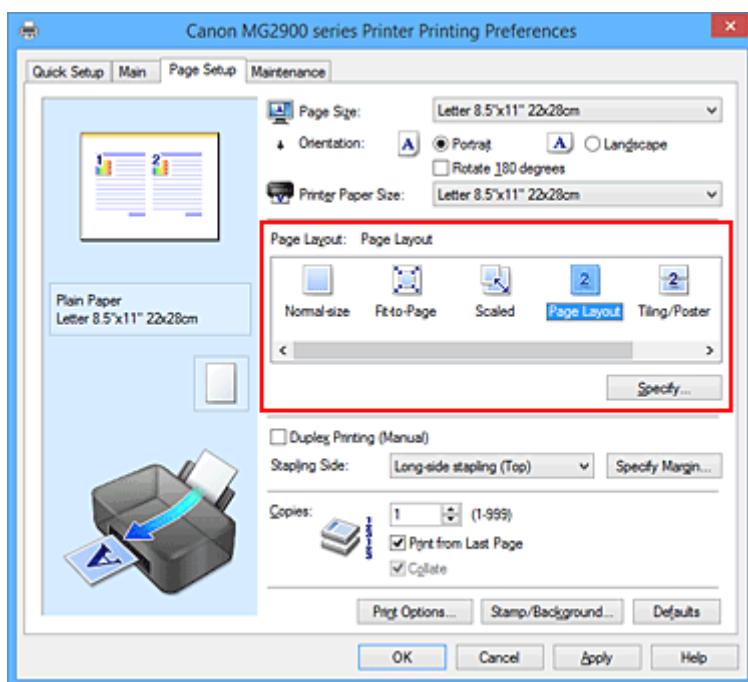 Canon MG2900 series Printer Printing Preferences
Quick Setup Main Page Setup Maintenance
1 2
Plain Paper
Letter 8.5"x11" 22x28cm
Page Size: Letter 8.5"x11" 22x28cm
Orientation: A Portrait A Landscape
Rotate 180 degrees
Printer Paper Size: Letter 8.5"x11" 22x28cm
Page Layout: Page Layout
2 2
Normal-size Fit-to-Page Scaled Page Layout Tiling/Poster
Specify...
Duplex Printing (Manual)
Stapling Side: Long-side stapling (Top) Specify Margin...
Copies: 1 (1-999)
Print from Last Page
Collate
A
Print Options... Stamp/Background... Defaults
OK Cancel Apply Help